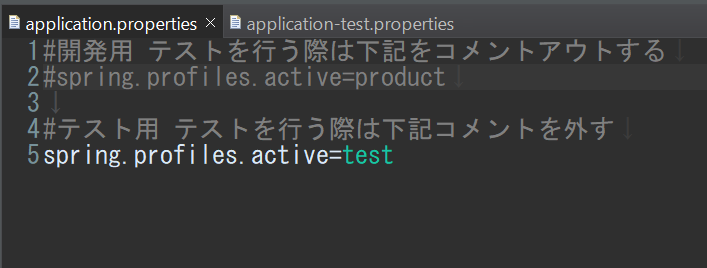 application.properties application-test.properties
1#開発用 テストを行う際は下記をコメントアウトする↓
2#spring.profiles.active=product↓
3↓
4#テスト用 テストを行う際は下記コメントを外す↓
5spring.profiles.active=test